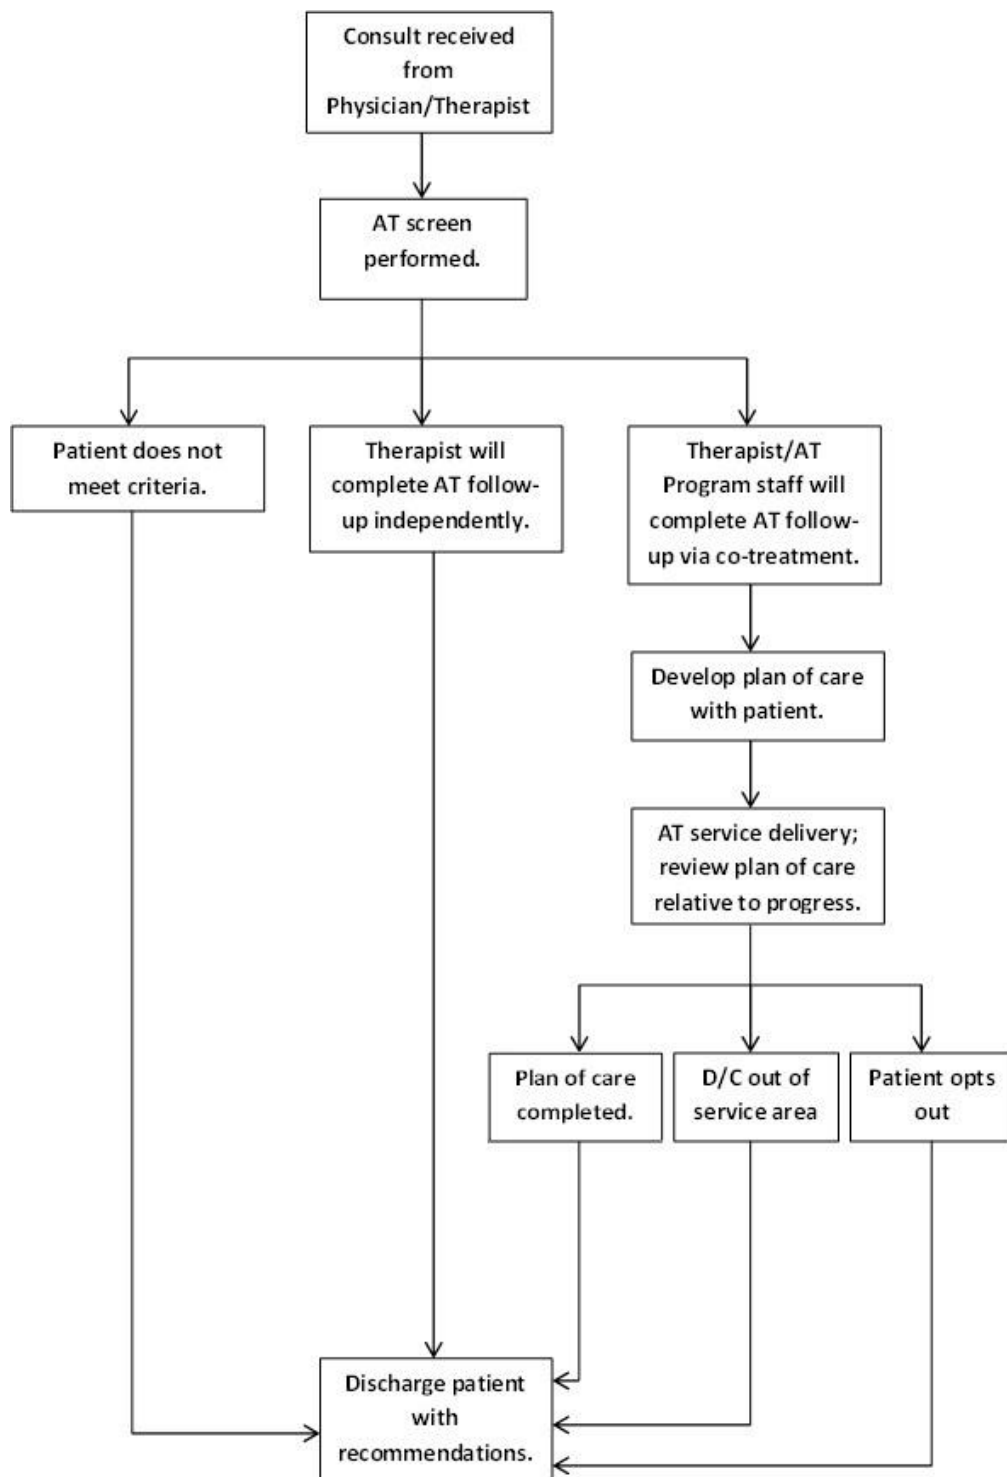 Consult received
from
Physician/Therapist
AT screen
performed.
Patient does not
meet criteria.
Therapist will
complete AT follow-
up independently.
Therapist/AT
Program staff will
complete AT follow-
up via co-treatment.
Develop plan of care
with patient.
AT service delivery;
review plan of care
relative to progress.
Plan of care
completed.
D/C out of
service area
Patient opts
out
Discharge patient
with
recommendations.